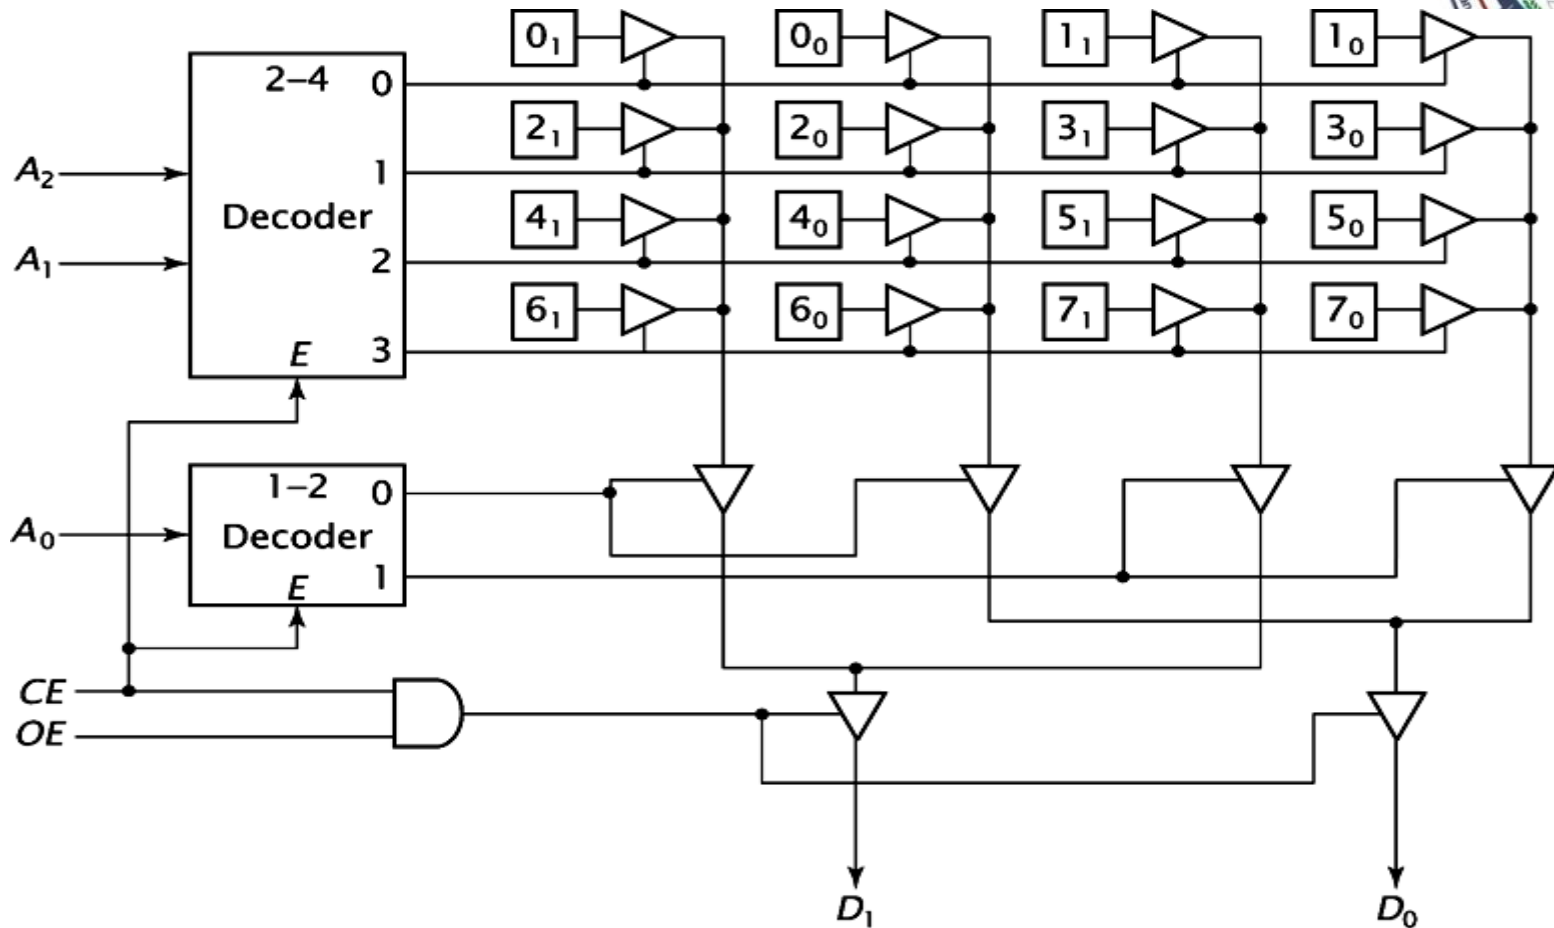 0₁ 0₀ 1₁ 1₀
2–4 0
2₁ 2₀ 3₁ 3₀
A₂ 1
Decoder 4₁ 4₀ 5₁ 5₀
A₁ 2
6₁ 6₀ 7₁ 7₀
E 3
1–2 0
A₀ Decoder
E 1
CE
OE
D₁ D₀